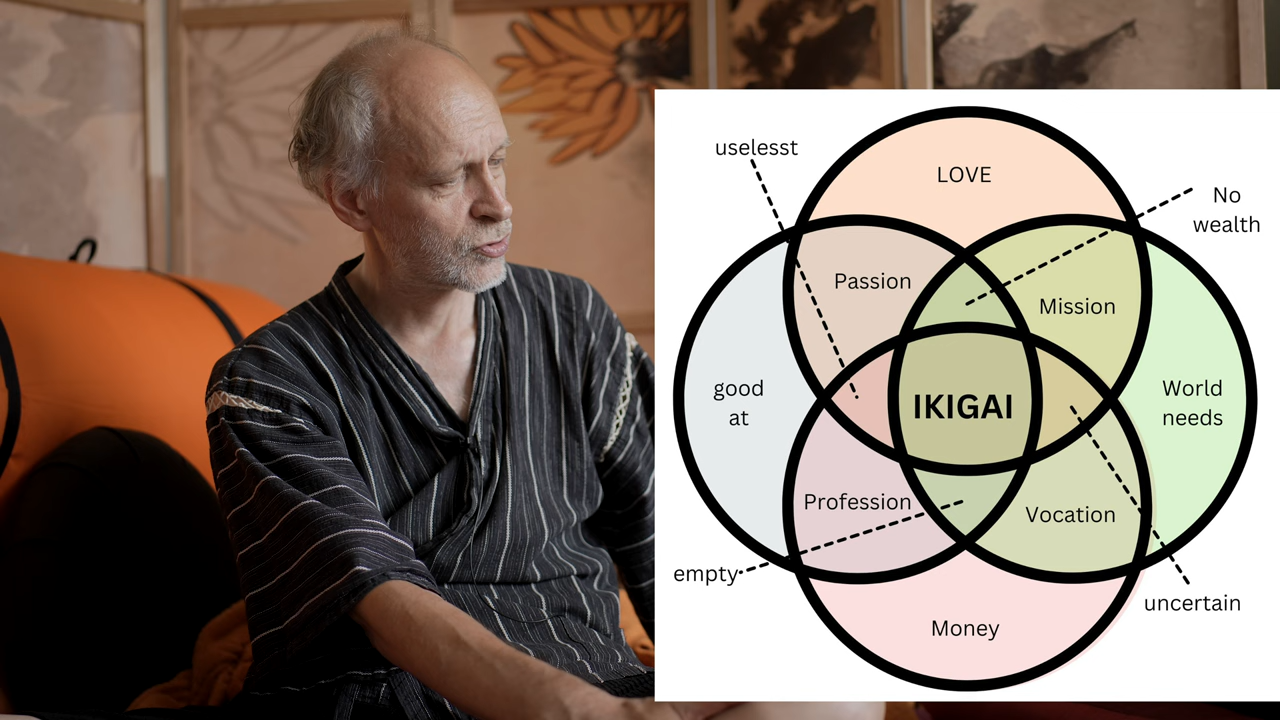 uselesst
LOVE
No
wealth
Passion
Mission
good
at
IKIGAI
World
needs
Profession
Vocation
empty
uncertain
Money